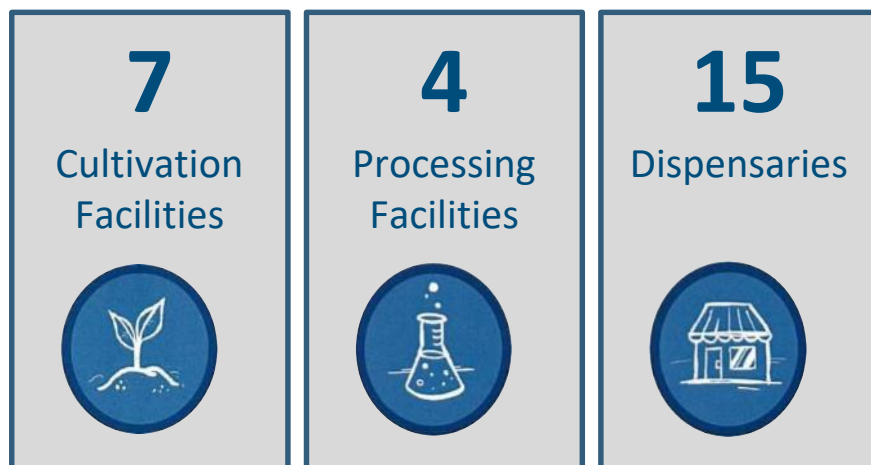 7
Cultivation
Facilities
4
Processing
Facilities
15
Dispensaries